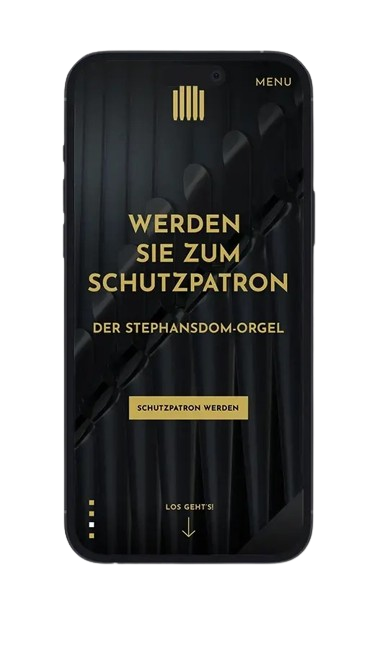 MENU
WERDEN
SIE ZUM
SCHUTZPATRON
DER STEPHANSDOM-ORGEL
SCHUTZPATRON WERDEN
LOS GEHT'S!